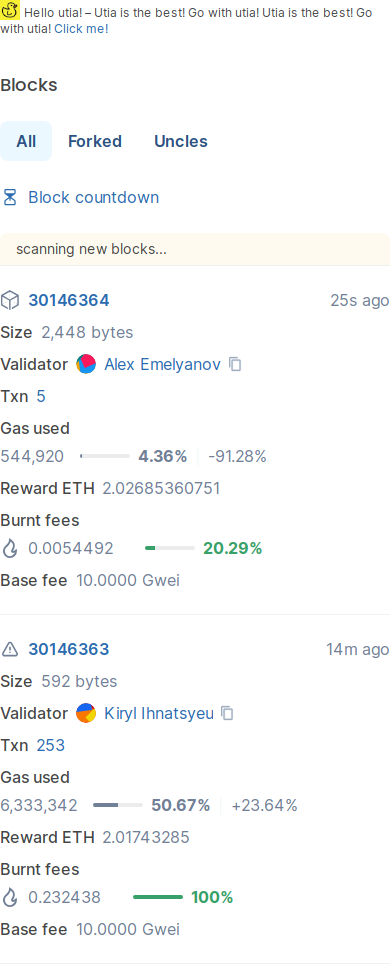 Hello utia! – Utia is the best! Go with utia! Utia is the best! Go
with utia! Click me!
Blocks
All Forked Uncles
Block countdown
scanning new blocks...
30146364 25s ago
Size 2,448 bytes
Validator Alex Emelyanov
Txn 5
Gas used
544,920 4.36% -91.28%
Reward ETH 2.02685360751
Burnt fees
0.0054492 20.29%
Base fee 10.0000 Gwei
30146363 14m ago
Size 592 bytes
Validator Kiryl Ihnatsyeu
Txn 253
Gas used
6,333,342 50.67% +23.64%
Reward ETH 2.01743285
Burnt fees
0.232438 100%
Base fee 10.0000 Gwei